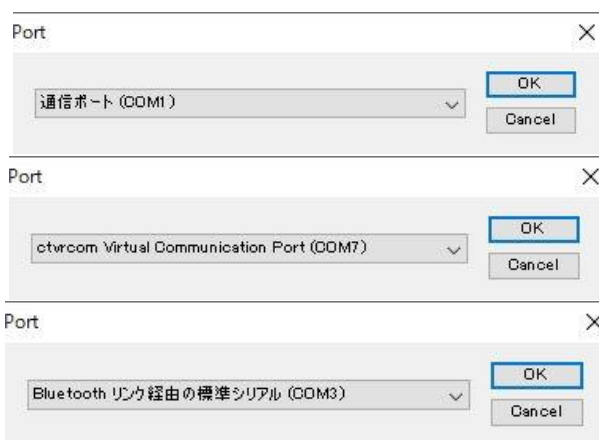 Port
通信ポート (COM1)
OK
Cancel
Port
ctvrcom Virtual Communication Port (COM7)
OK
Cancel
Port
Bluetooth リンク経由の標準シリアル (COM3)
OK
Cancel